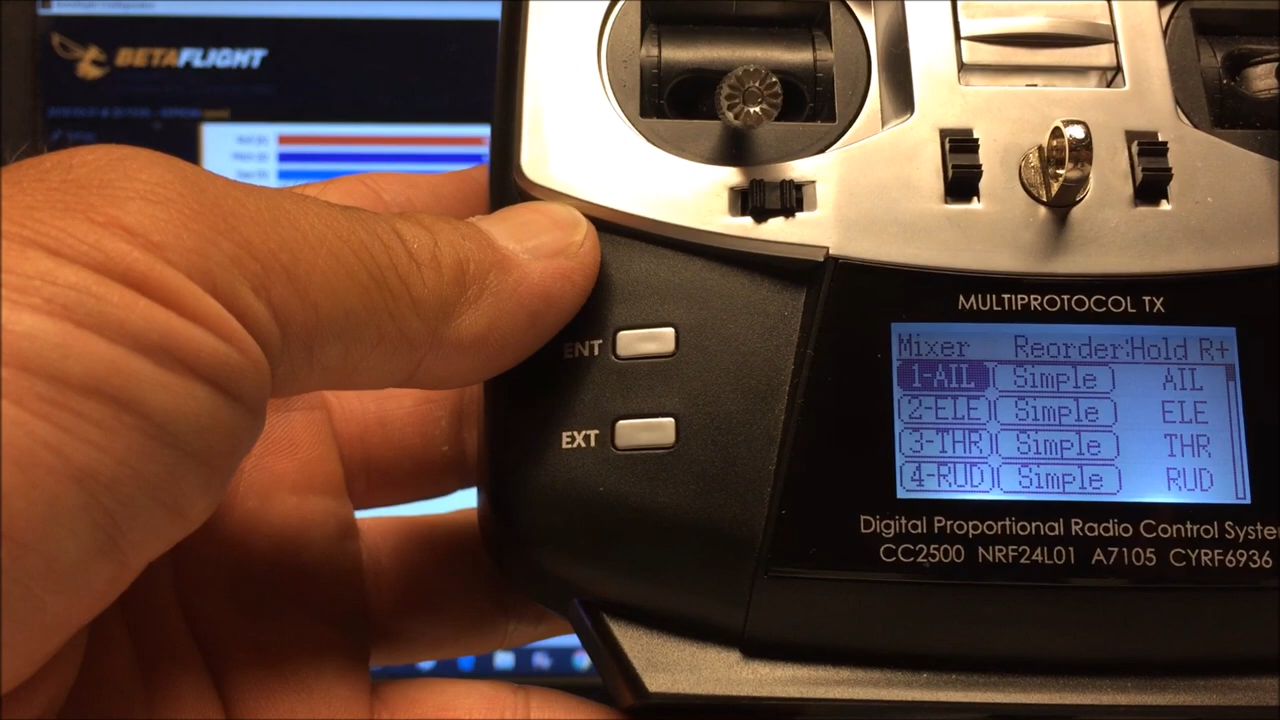 BETAFLIGHT
MULTIPROTOCOL TX
Mixer Reorder:Hold R+
1-AIL Simple AIL
2-ELE Simple ELE
3-THR Simple THR
4-RUD Simple RUD
ENT
EXT
Digital Proportional Radio Control Syste
CC2500 NRF24L01 A7105 CYRF6936